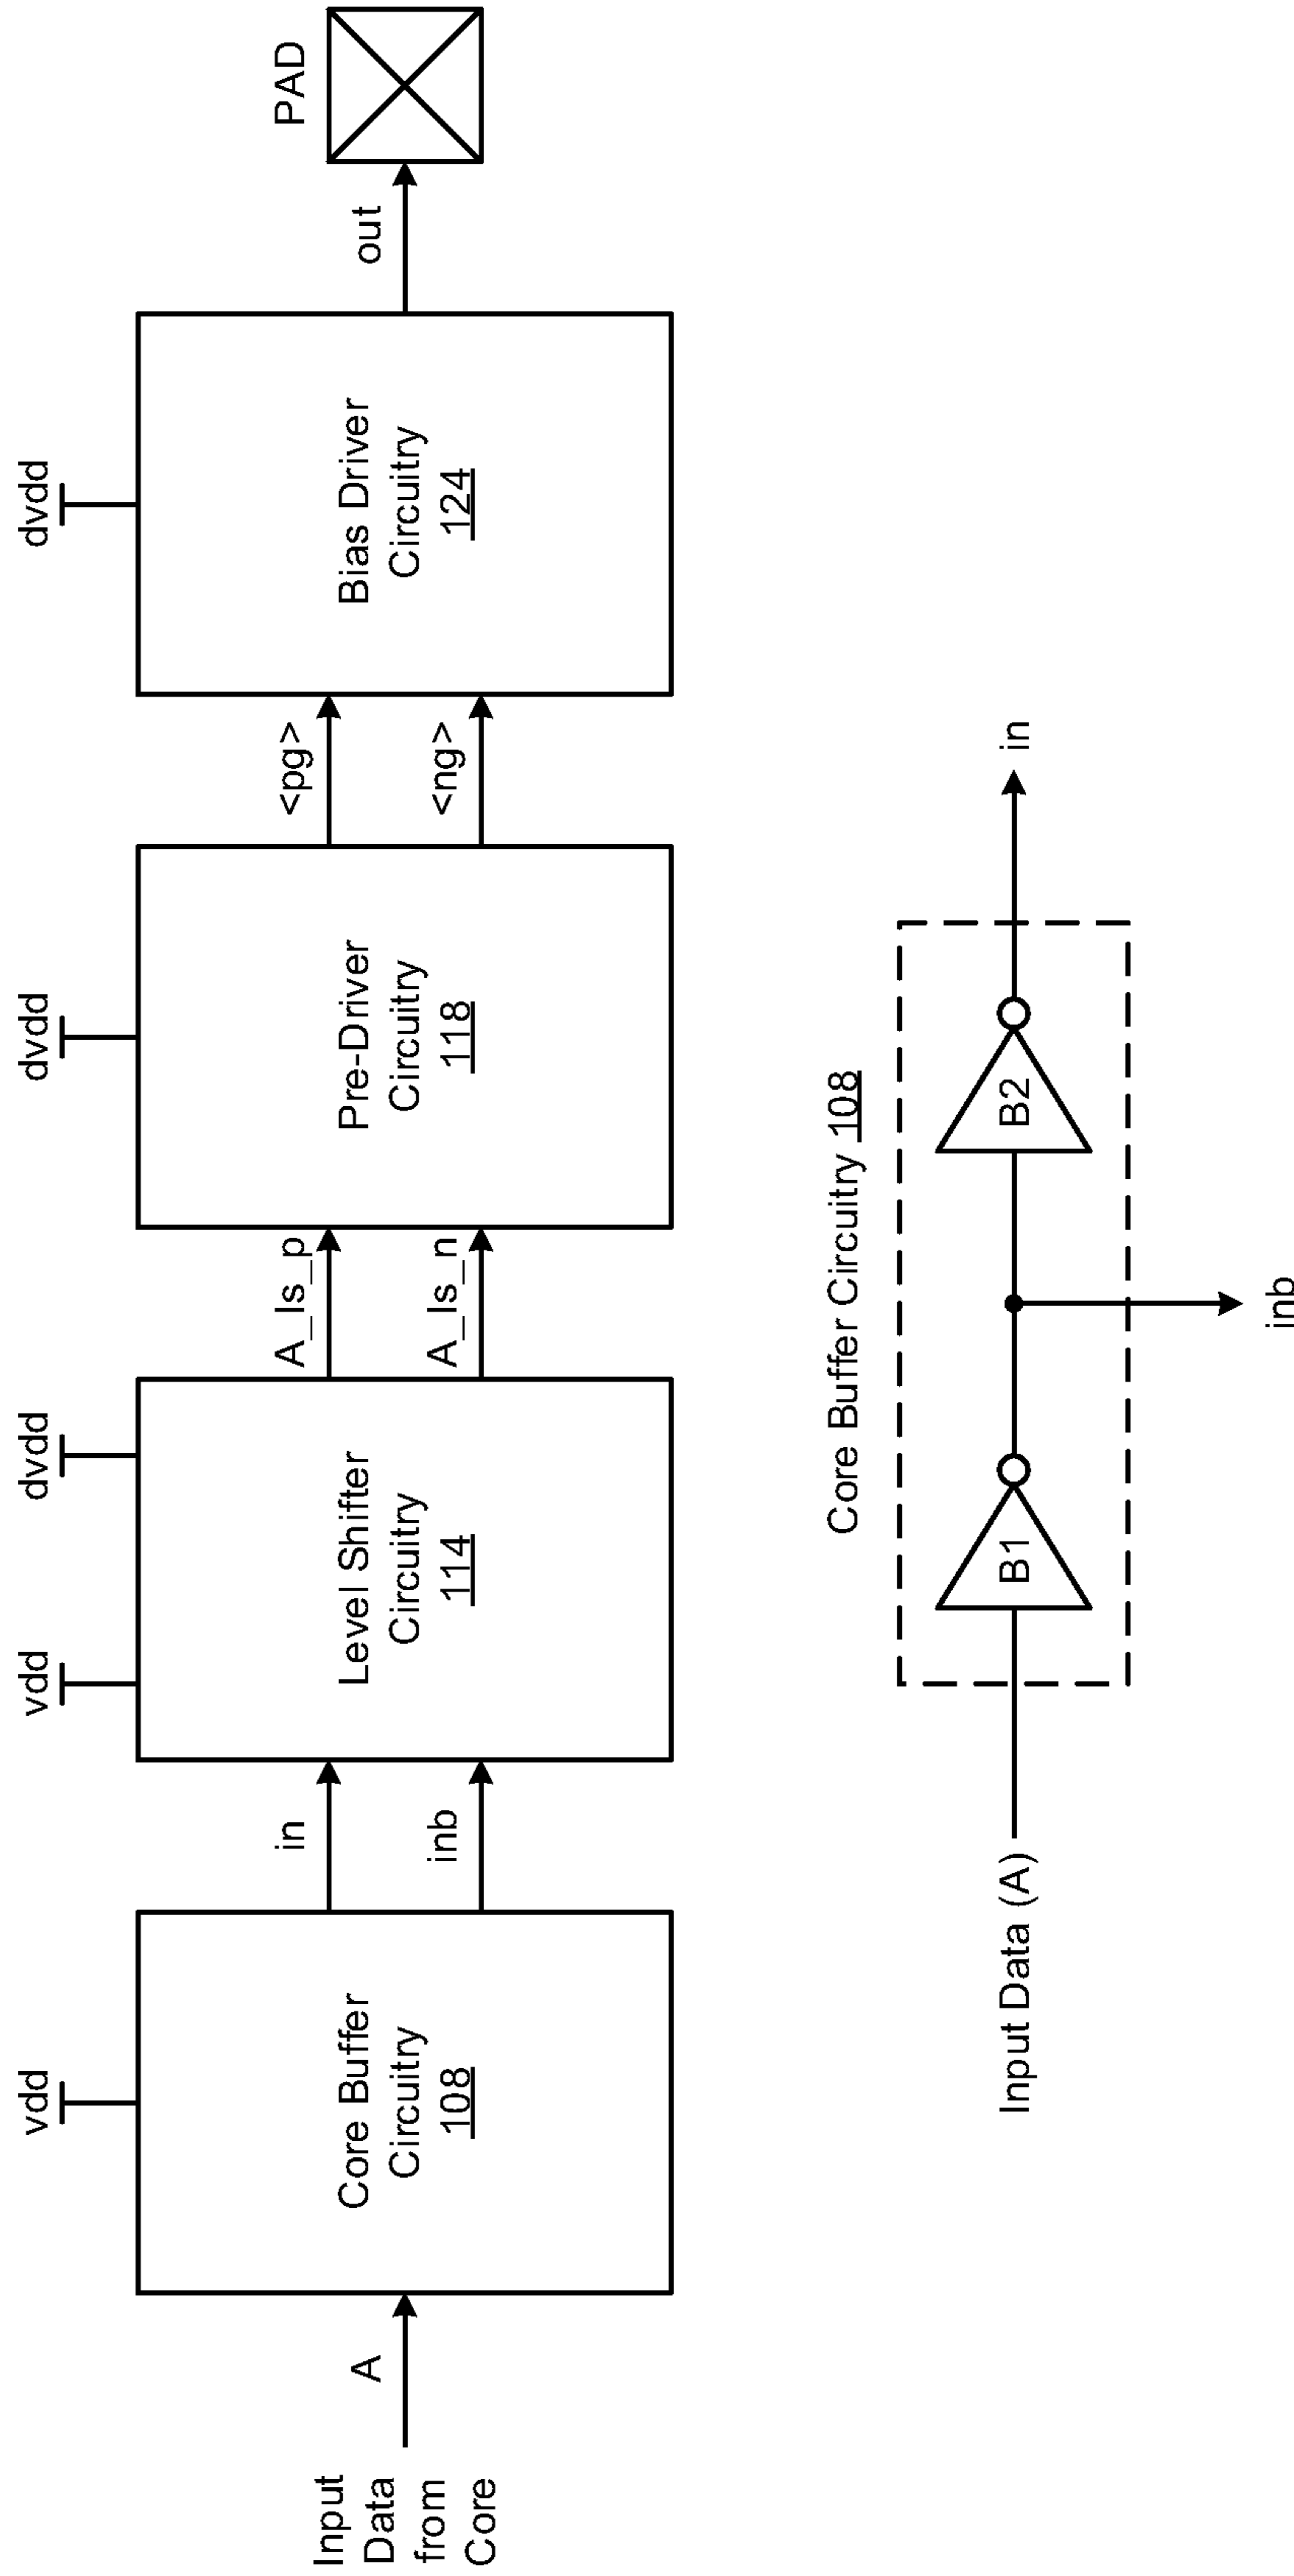 vdd
vdd
dvdd
dvdd
dvdd
Input
Data
from
Core
A
Core Buffer
Circuitry
108
in
inb
Level Shifter
Circuitry
114
A_ls_p
A_ls_n
Pre-Driver
Circuitry
118
<pg>
<ng>
Bias Driver
Circuitry
124
out
PAD
Core Buffer Circuitry 108
Input Data (A)
B1
B2
in
inb